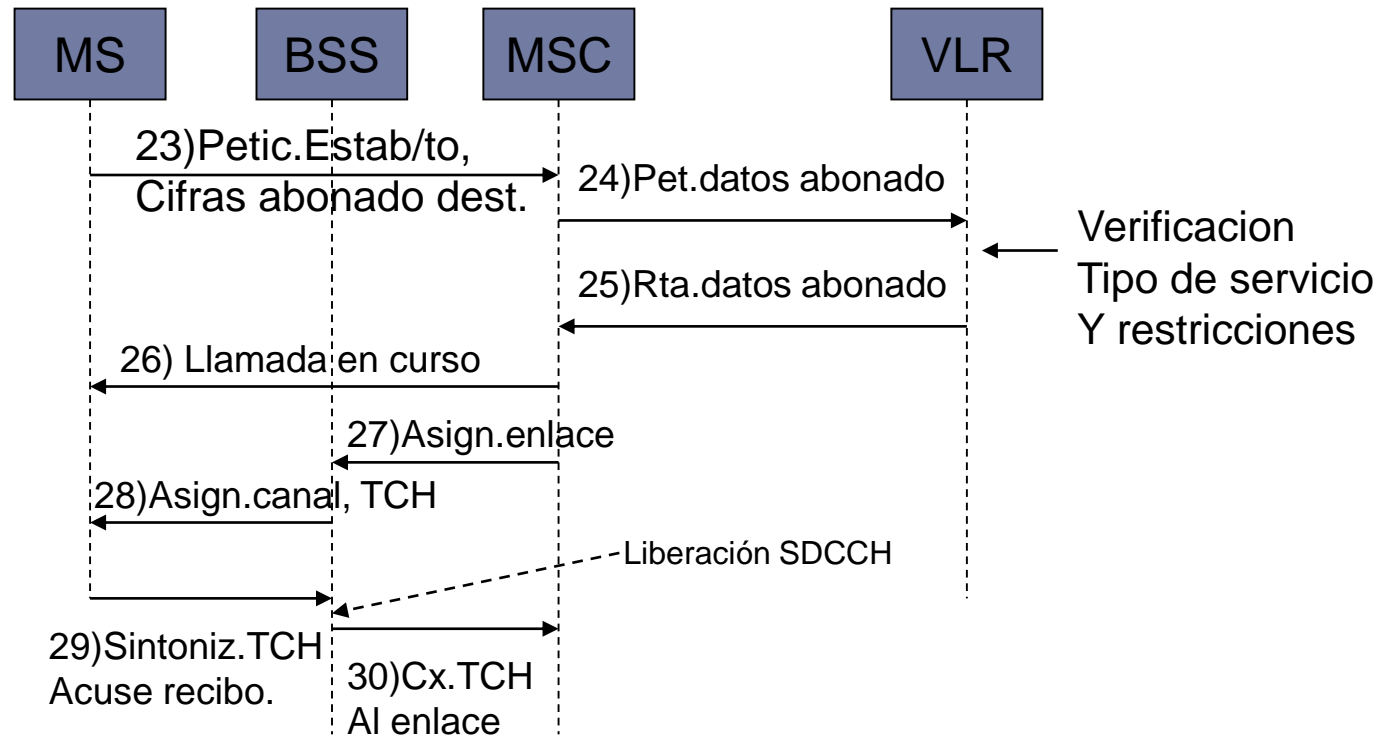 MS
BSS
MSC
VLR
23)Petic.Estab/to,
Cifras abonado dest.
24)Pet.datos abonado
Verificacion
Tipo de servicio
Y restricciones
25)Rta.datos abonado
26) Llamada en curso
27)Asign.enlace
28)Asign.canal, TCH
Liberación SDCCH
29)Sintoniz.TCH
Acuse recibo.
30)Cx.TCH
Al enlace